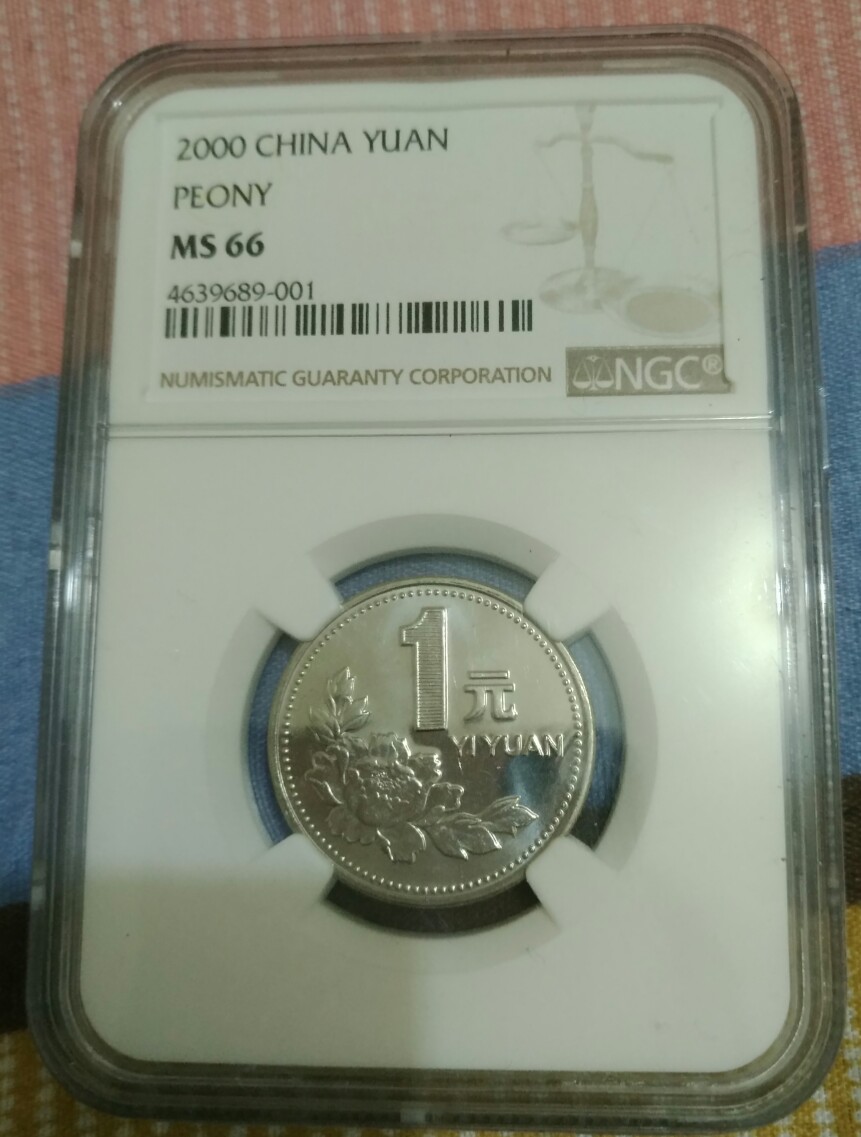 2000 CHINA YUAN
PEONY
MS 66
4639689-001
NUMISMATIC GUARANTY CORPORATION
NGC®
1
元
YI YUAN